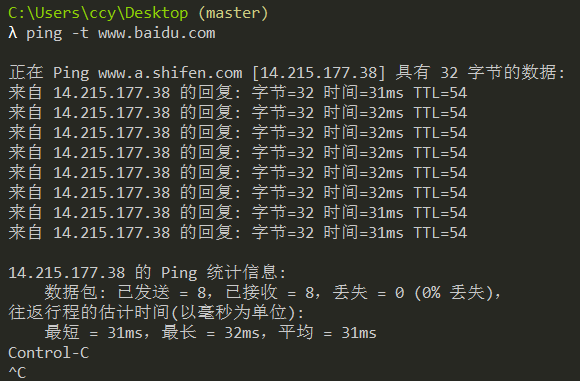 C:\Users\ccy\Desktop (master)
λ ping -t www.baidu.com
正在 Ping www.a.shifen.com [14.215.177.38] 具有 32 字节的数据:
来自 14.215.177.38 的回复: 字节=32 时间=31ms TTL=54
来自 14.215.177.38 的回复: 字节=32 时间=32ms TTL=54
来自 14.215.177.38 的回复: 字节=32 时间=32ms TTL=54
来自 14.215.177.38 的回复: 字节=32 时间=32ms TTL=54
来自 14.215.177.38 的回复: 字节=32 时间=32ms TTL=54
来自 14.215.177.38 的回复: 字节=32 时间=32ms TTL=54
来自 14.215.177.38 的回复: 字节=32 时间=31ms TTL=54
来自 14.215.177.38 的回复: 字节=32 时间=32ms TTL=54
14.215.177.38 的 Ping 统计信息:
数据包: 已发送 = 8，已接收 = 8，丢失 = 0 (0% 丢失)，
往返行程的估计时间(以毫秒为单位):
最短 = 31ms，最长 = 32ms，平均 = 31ms
Control-C
^C